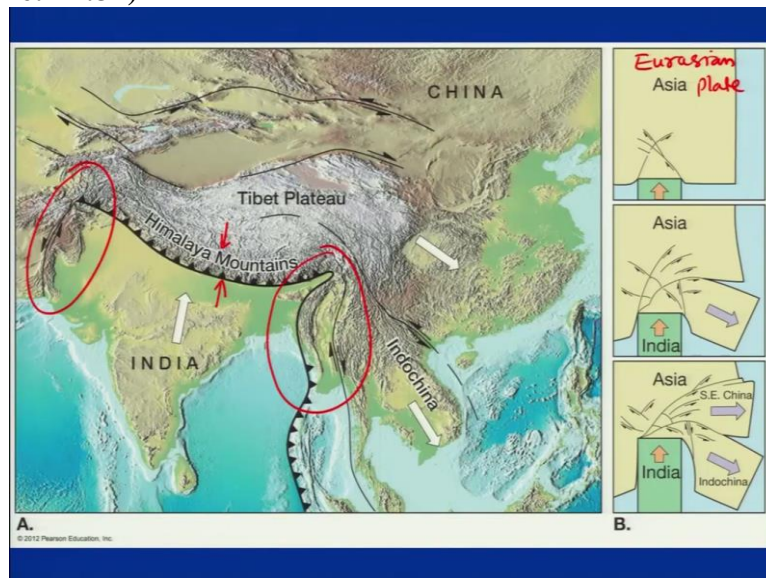 CHINA
Tibet Plateau
Himalaya Mountains
INDIA
Indochina
A.
© 2012 Pearson Education, Inc.
Eurasian
Asia plate
Asia
India
Asia
S.E. China
India
Indochina
B.